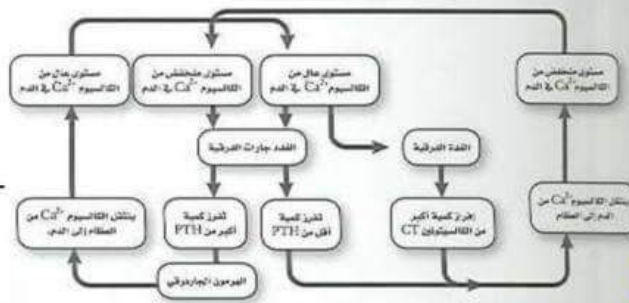 مستوى منخفض من
الكالسيوم Ca²⁺ في الدم
مستوى عال من
الكالسيوم Ca²⁺ في الدم
مستوى منخفض من
الكالسيوم Ca²⁺ في الدم
مستوى عال من
الكالسيوم Ca²⁺ في الدم
الغدة الدرقية
الغدد جارات الدرقية
ينتقل الكالسيوم Ca²⁺ من
الدم إلى العظام
إفراز كمية أكبر
من الكالسيتونين CT
تفرز كمية
أقل من PTH
تفرز كمية
أكبر من PTH
ينتقل الكالسيوم Ca²⁺ من
العظام إلى الدم.
الهرمون الجاردرقي